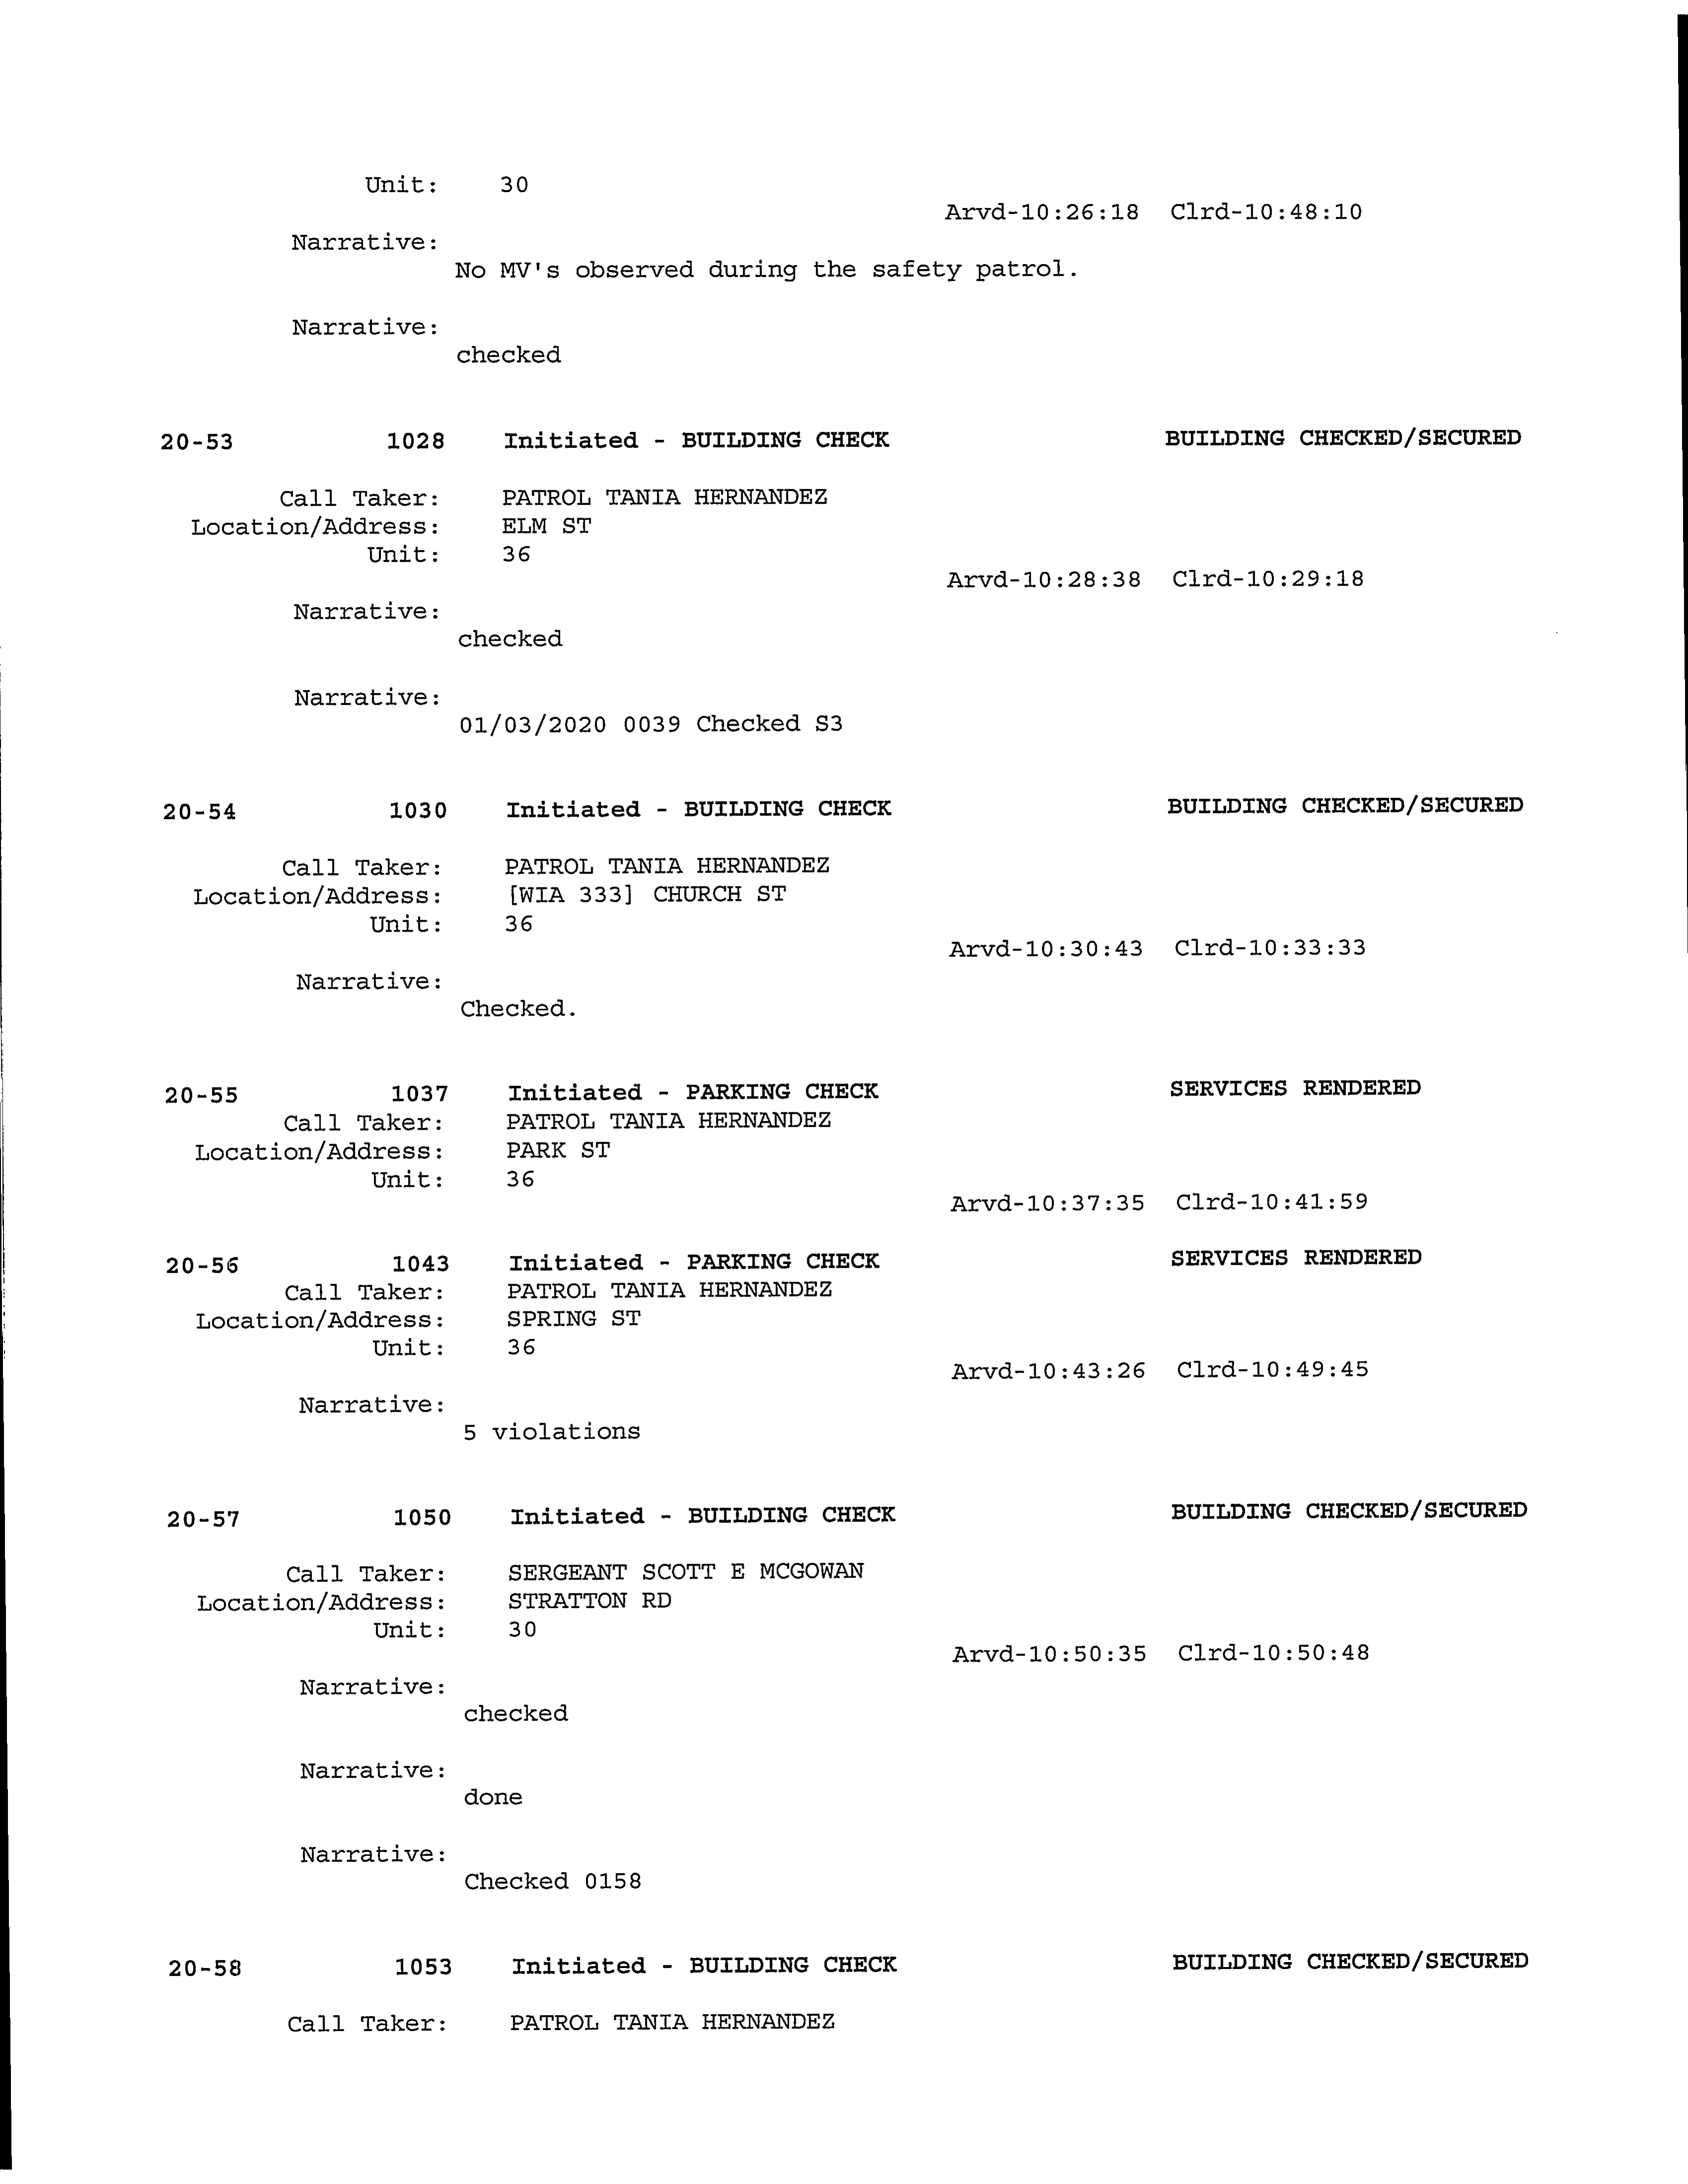 Unit: 30
Arvd-10:26:18 Clrd-10:48:10
Narrative:
No MV's observed during the safety patrol.
Narrative:
checked
20-53 1028 Initiated - BUILDING CHECK BUILDING CHECKED/SECURED
Call Taker: PATROL TANIA HERNANDEZ
Location/Address: ELM ST
Unit: 36
Arvd-10:28:38 Clrd-10:29:18
Narrative:
checked
Narrative:
01/03/2020 0039 Checked S3
20-54 1030 Initiated - BUILDING CHECK BUILDING CHECKED/SECURED
Call Taker: PATROL TANIA HERNANDEZ
Location/Address: [WIA 333] CHURCH ST
Unit: 36
Arvd-10:30:43 Clrd-10:33:33
Narrative:
Checked.
20-55 1037 Initiated - PARKING CHECK SERVICES RENDERED
Call Taker: PATROL TANIA HERNANDEZ
Location/Address: PARK ST
Unit: 36
Arvd-10:37:35 Clrd-10:41:59
20-56 1043 Initiated - PARKING CHECK SERVICES RENDERED
Call Taker: PATROL TANIA HERNANDEZ
Location/Address: SPRING ST
Unit: 36
Arvd-10:43:26 Clrd-10:49:45
Narrative:
5 violations
20-57 1050 Initiated - BUILDING CHECK BUILDING CHECKED/SECURED
Call Taker: SERGEANT SCOTT E MCGOWAN
Location/Address: STRATTON RD
Unit: 30
Arvd-10:50:35 Clrd-10:50:48
Narrative:
checked
Narrative:
done
Narrative:
Checked 0158
20-58 1053 Initiated - BUILDING CHECK BUILDING CHECKED/SECURED
Call Taker: PATROL TANIA HERNANDEZ